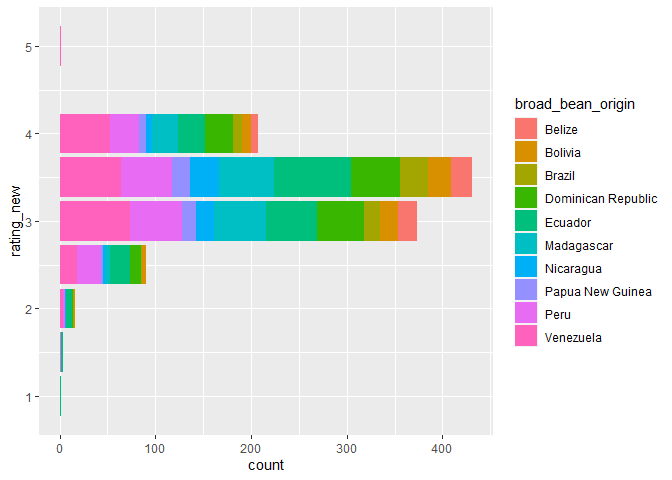 5
4
3
2
1
rating_new
0
100
200
300
400
count
broad_bean_origin
Belize
Bolivia
Brazil
Dominican Republic
Ecuador
Madagascar
Nicaragua
Papua New Guinea
Peru
Venezuela